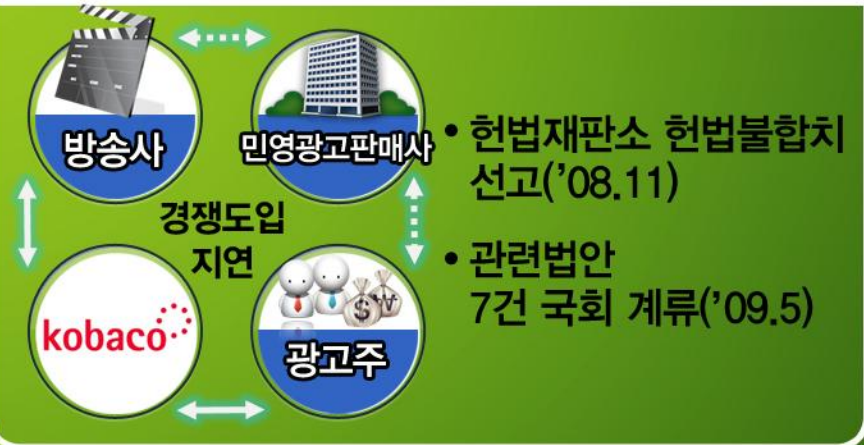 방송사
민영광고판매사
경쟁도입
지연
kobaco
$ ₩
광고주
• 헌법재판소 헌법불합치
선고('08.11)
• 관련법안
7건 국회 계류('09.5)